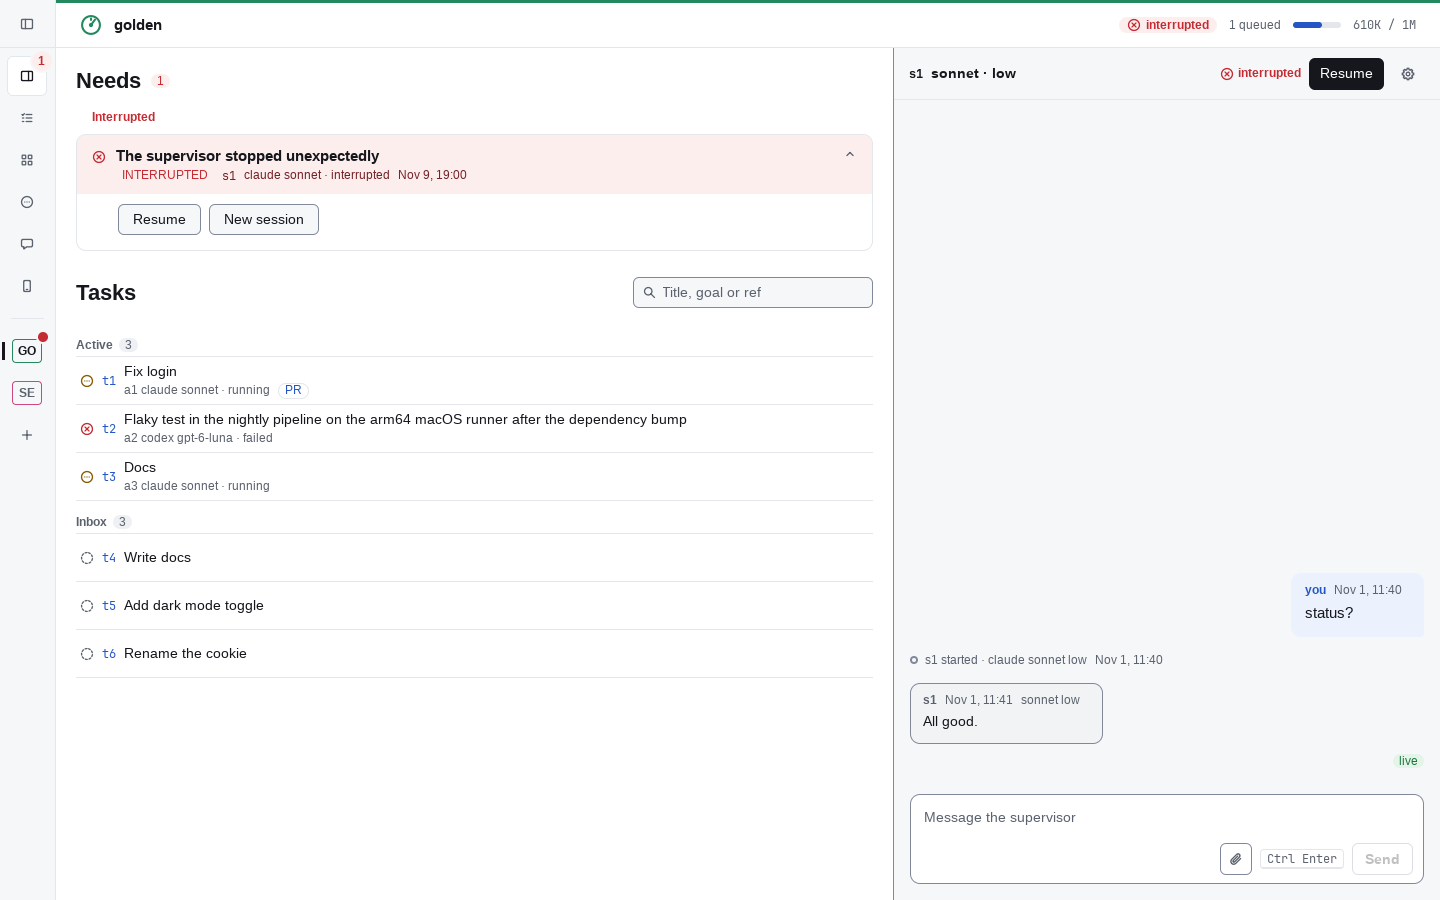 golden
interrupted
1 queued
610K / 1M
1
Needs 1
Interrupted
The supervisor stopped unexpectedly
INTERRUPTED s1 claude sonnet · interrupted Nov 9, 19:00
Resume
New session
Tasks
Title, goal or ref
Active 3
t1 Fix login
a1 claude sonnet · running PR
t2 Flaky test in the nightly pipeline on the arm64 macOS runner after the dependency bump
a2 codex gpt-6-luna · failed
t3 Docs
a3 claude sonnet · running
Inbox 3
t4 Write docs
t5 Add dark mode toggle
t6 Rename the cookie
GO
SE
s1 sonnet · low
interrupted
Resume
you Nov 1, 11:40
status?
s1 started · claude sonnet low Nov 1, 11:40
s1 Nov 1, 11:41 sonnet low
All good.
live
Message the supervisor
Ctrl Enter
Send